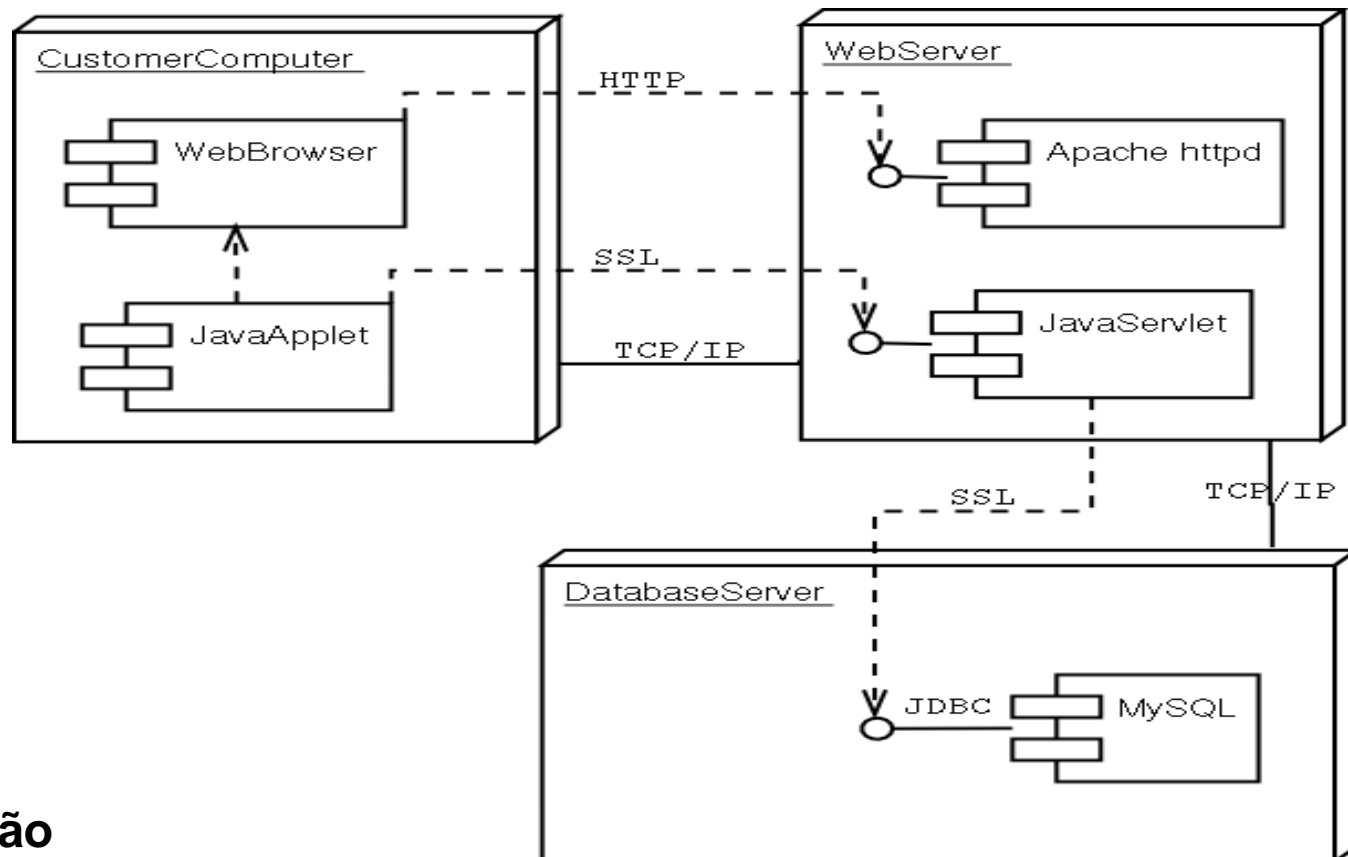 CustomerComputer
WebServer
HTTP
WebBrowser
Apache httpd
SSL
JavaApplet
JavaServlet
TCP/IP
SSL
TCP/IP
DatabaseServer
JDBC
MySQL
ão